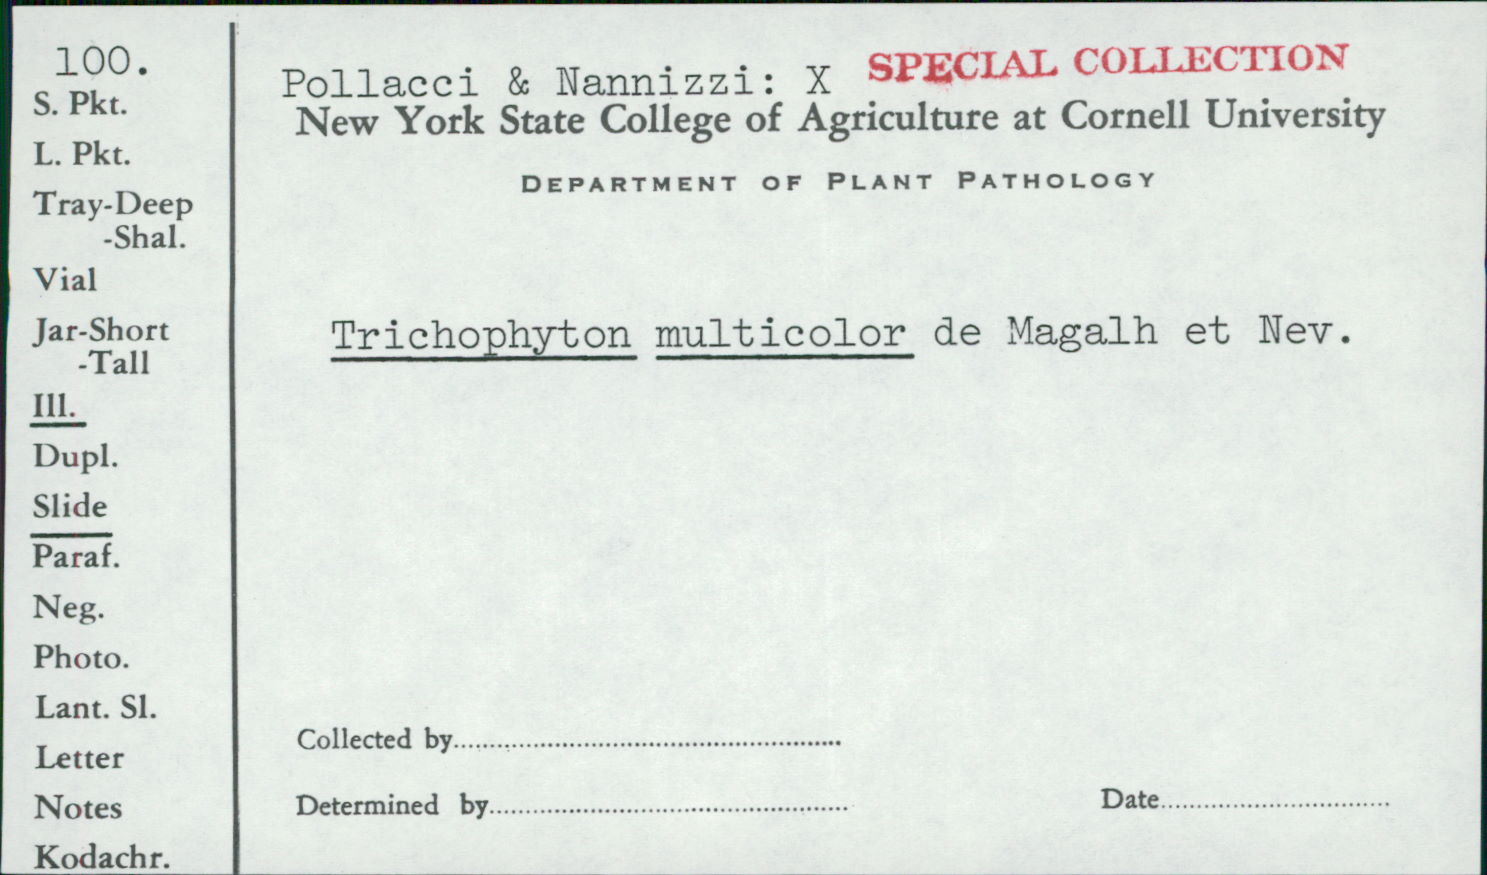 100.
S. Pkt.
L. Pkt.
Tray-Deep
-Shal.
Vial
Jar-Short
-Tall
Ill.
Dupl.
Slide
Paraf.
Neg.
Photo.
Lant. Sl.
Letter
Notes
Kodachr.
Pollacci & Nannizzi: X SPECIAL COLLECTION
New York State College of Agriculture at Cornell University
DEPARTMENT OF PLANT PATHOLOGY
Trichophyton multicolor de Magalh et Nev.
Collected by
Determined by
Date